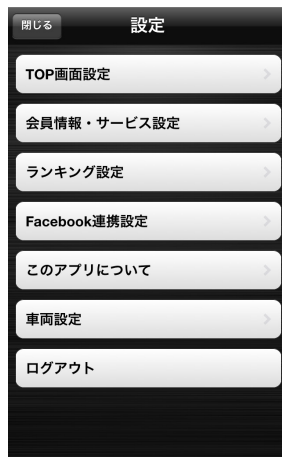 閉じる
設定
TOP画面設定
会員情報・サービス設定
ランキング設定
Facebook連携設定
このアプリについて
車両設定
ログアウト